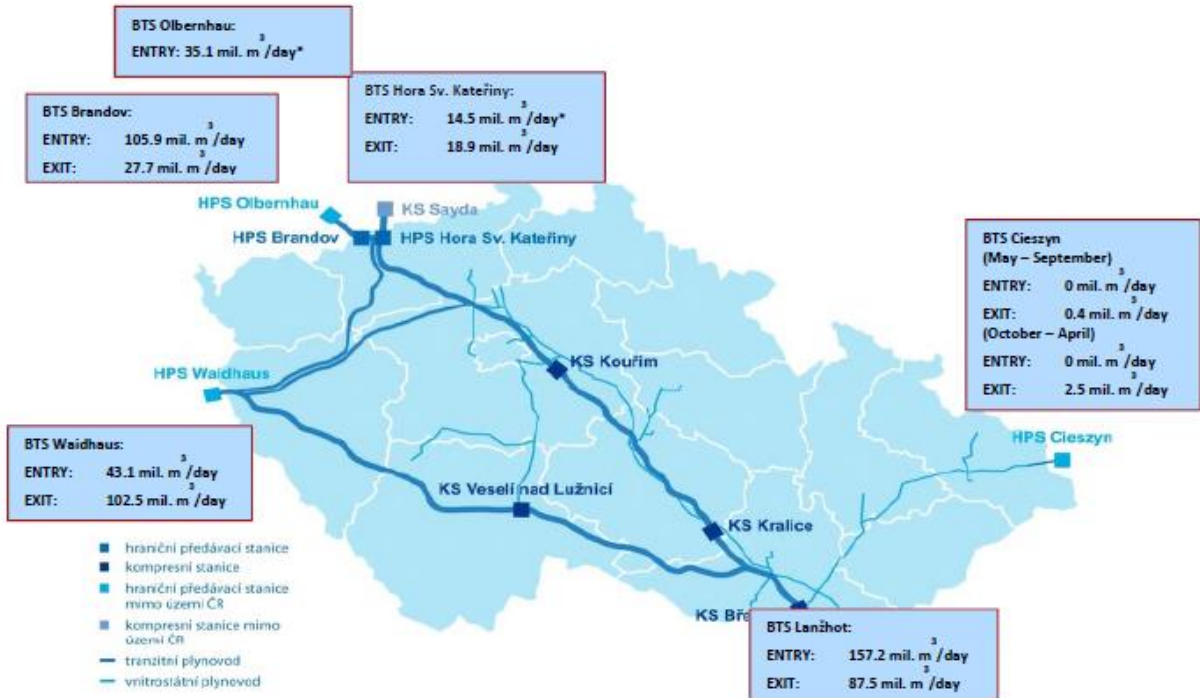 BTS Olbernhau:
ENTRY: 35.1 mil. m³/day*
BTS Hora Sv. Kateřiny:
ENTRY: 14.5 mil. m³/day*
EXIT: 18.9 mil. m³/day
BTS Brandov:
ENTRY: 105.9 mil. m³/day
EXIT: 27.7 mil. m³/day
HPS Olbernhau
KS Sayda
HPS Brandov
HPS Hora Sv. Kateřiny
BTS Cieszyn
(May – September)
ENTRY: 0 mil. m³/day
EXIT: 0.4 mil. m³/day
(October – April)
ENTRY: 0 mil. m³/day
EXIT: 2.5 mil. m³/day
KS Kouřim
HPS Waidhaus
HPS Cieszyn
BTS Waidhaus:
ENTRY: 43.1 mil. m³/day
EXIT: 102.5 mil. m³/day
KS Veselí nad Lužnicí
KS Kralice
hraniční předávací stanice
kompresní stanice
hraniční předávací stanice
mimo území ČR
kompresní stanice mimo
území ČR
tranzitní plynovod
vnitrostátní plynovod
KS Bře
BTS Lanžhot:
ENTRY: 157.2 mil. m³/day
EXIT: 87.5 mil. m³/day